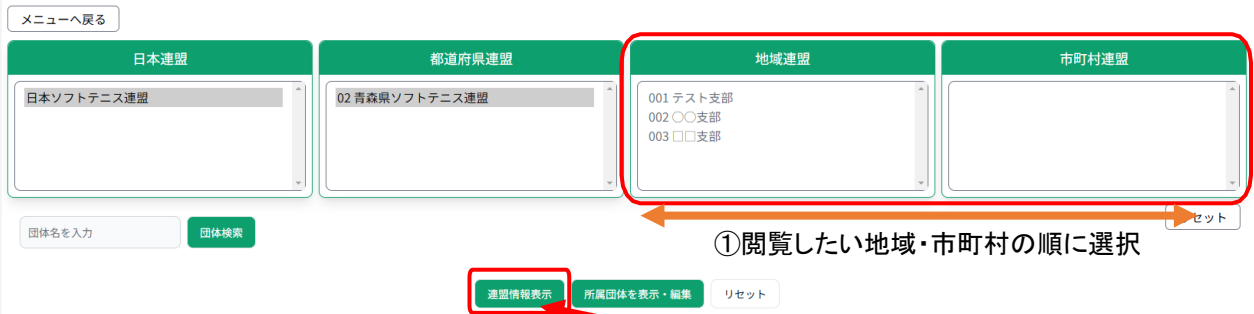 メニューへ戻る
日本連盟
都道府県連盟
地域連盟
市町村連盟
日本ソフトテニス連盟
02 青森県ソフトテニス連盟
001 テスト支部
002 〇〇支部
003 □□支部
団体名を入力
団体検索
セット
①閲覧したい地域・市町村の順に選択
連盟情報表示
所属団体を表示・編集
リセット